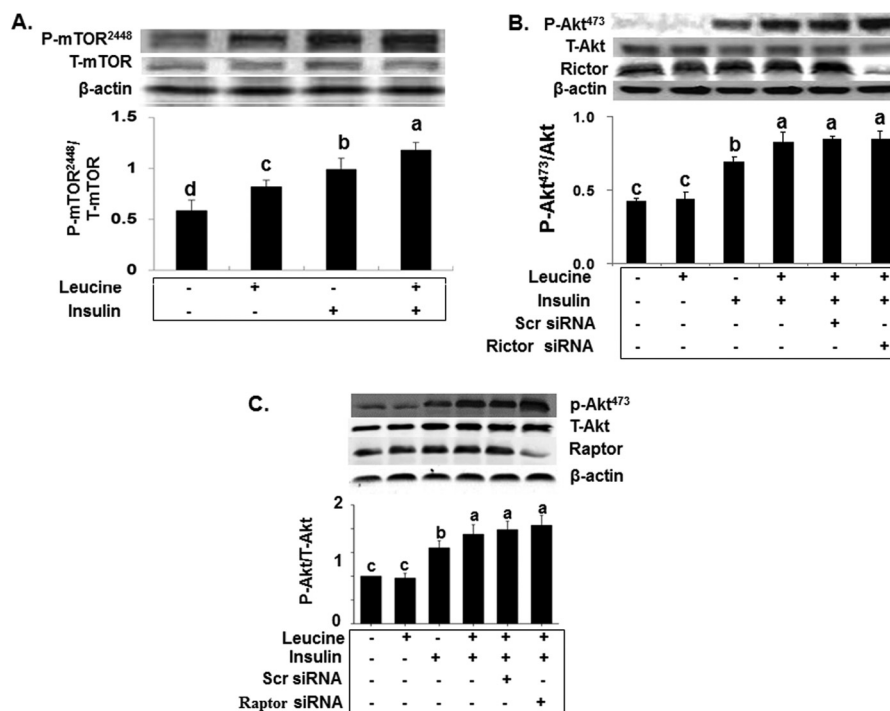 A.
P-mTOR²⁴⁴⁸
T-mTOR
β-actin
P-mTOR²⁴⁴⁸/
T-mTOR
1.5
1
0.5
0
d c b a
Leucine - + - +
Insulin - - + +
B.
P-Akt⁴⁷³
T-Akt
Rictor
β-actin
P-Akt⁴⁷³/Akt
1.0
0.5
0.0
c c b a a a
Leucine - + - + + +
Insulin - - + + + +
Scr siRNA - - - - + -
Rictor siRNA - - - - - +
C.
p-Akt⁴⁷³
T-Akt
Raptor
β-actin
P-Akt/T-Akt
2
1
0
c c b a a a
Leucine - + - + + +
Insulin - - + + + +
Scr siRNA - - - - + -
Raptor siRNA - - - - - +